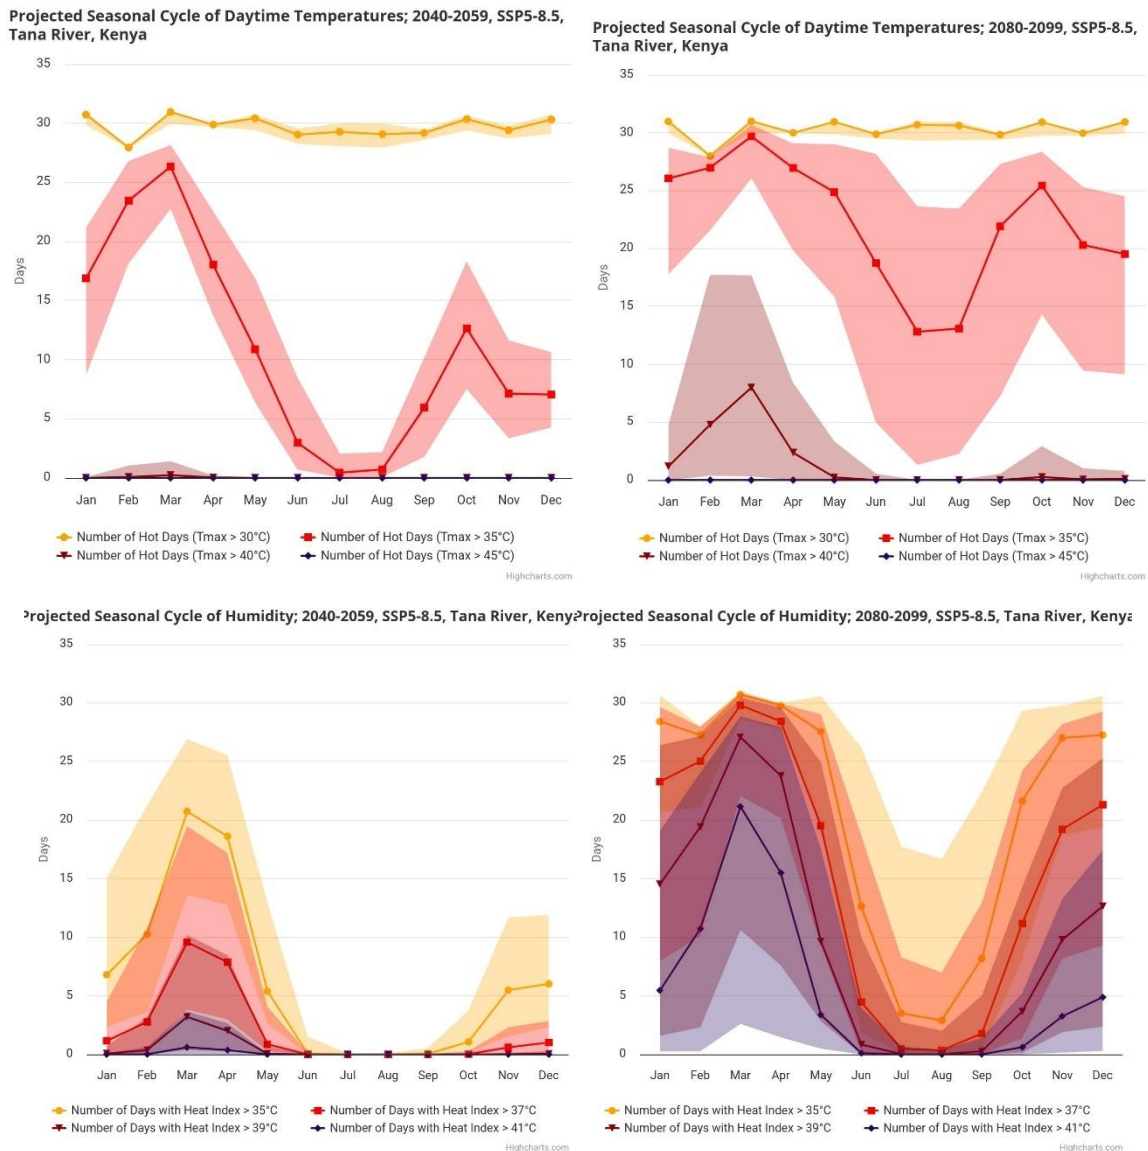 Projected Seasonal Cycle of Daytime Temperatures; 2040-2059, SSP5-8.5,
Tana River, Kenya
35
30
25
20
15
10
5
0
Days
Jan Feb Mar Apr May Jun Jul Aug Sep Oct Nov Dec
Number of Hot Days (Tmax > 30°C) Number of Hot Days (Tmax > 35°C)
Number of Hot Days (Tmax > 40°C) Number of Hot Days (Tmax > 45°C)
Highcharts.com
Projected Seasonal Cycle of Daytime Temperatures; 2080-2099, SSP5-8.5,
Tana River, Kenya
35
30
25
20
15
10
5
0
Days
Jan Feb Mar Apr May Jun Jul Aug Sep Oct Nov Dec
Number of Hot Days (Tmax > 30°C) Number of Hot Days (Tmax > 35°C)
Number of Hot Days (Tmax > 40°C) Number of Hot Days (Tmax > 45°C)
Highcharts.com
Projected Seasonal Cycle of Humidity; 2040-2059, SSP5-8.5, Tana River, Kenya
35
30
25
20
15
10
5
0
Days
Jan Feb Mar Apr May Jun Jul Aug Sep Oct Nov Dec
Number of Days with Heat Index > 35°C Number of Days with Heat Index > 37°C
Number of Days with Heat Index > 39°C Number of Days with Heat Index > 41°C
Highcharts.com
Projected Seasonal Cycle of Humidity; 2080-2099, SSP5-8.5, Tana River, Kenya
35
30
25
20
15
10
5
0
Days
Jan Feb Mar Apr May Jun Jul Aug Sep Oct Nov Dec
Number of Days with Heat Index > 35°C Number of Days with Heat Index > 37°C
Number of Days with Heat Index > 39°C Number of Days with Heat Index > 41°C
Highcharts.com